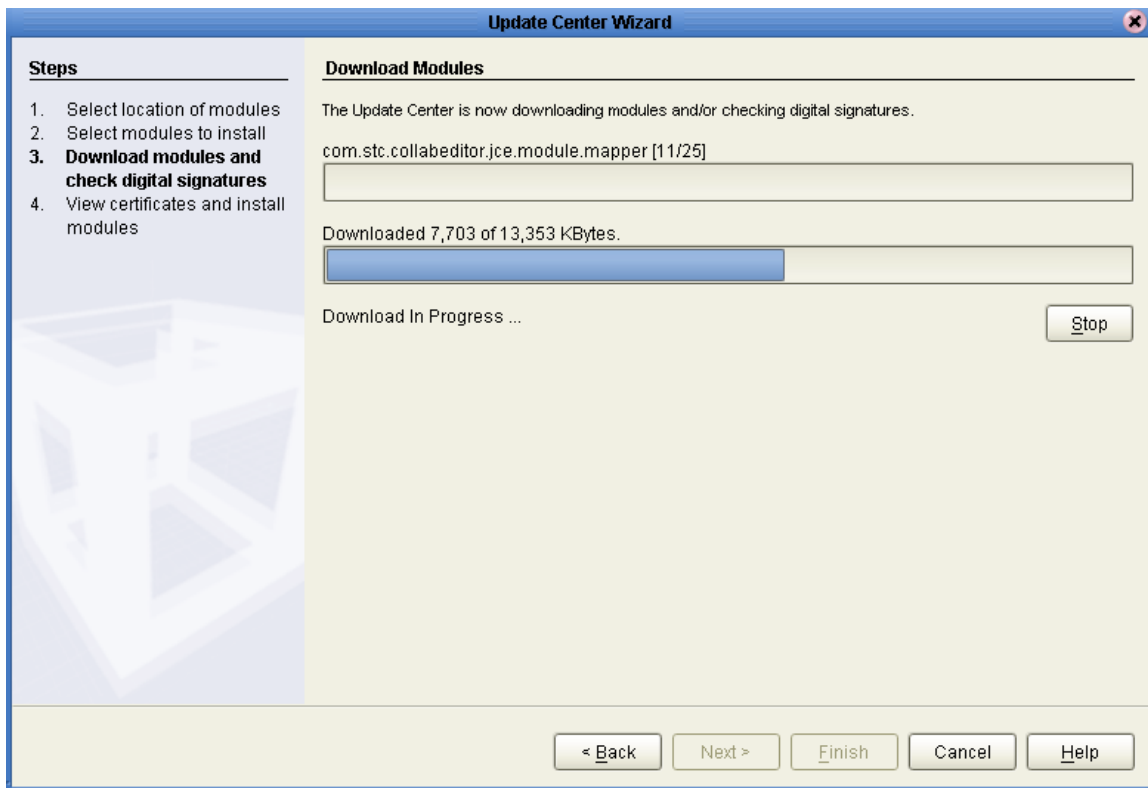 Update Center Wizard
Steps
1. Select location of modules
2. Select modules to install
3. Download modules and
check digital signatures
4. View certificates and install
modules
Download Modules
The Update Center is now downloading modules and/or checking digital signatures.
com.stc.collabeditor.jce.module.mapper [11/25]
Downloaded 7,703 of 13,353 KBytes.
Download In Progress ...
Stop
< Back
Next >
Finish
Cancel
Help